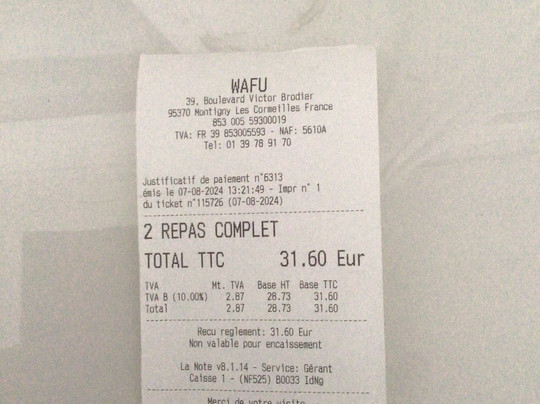 WAFU
39, Boulevard Victor Brodier
95370 Montigny Les Cormeilles France
853 005 59300019
TVA: FR 39 853005593 - NAF: 5610A
Tel: 01 39 78 91 70
Justificatif de paiement n°6313
émis le 07-08-2024 13:21:49 - Impr n° 1
du ticket n°115726 (07-08-2024)
2 REPAS COMPLET
TOTAL TTC 31.60 Eur
TVA Mt. TVA Base HT Base TTC
TVA B (10.00%) 2.87 28.73 31.60
Total 2.87 28.73 31.60
Recu reglement: 31.60 Eur
Non valable pour encaissement
La Note v8.1.14 - Service: Gérant
Caisse 1 - (NF525) B0033 IdNg
Merci de votre visite